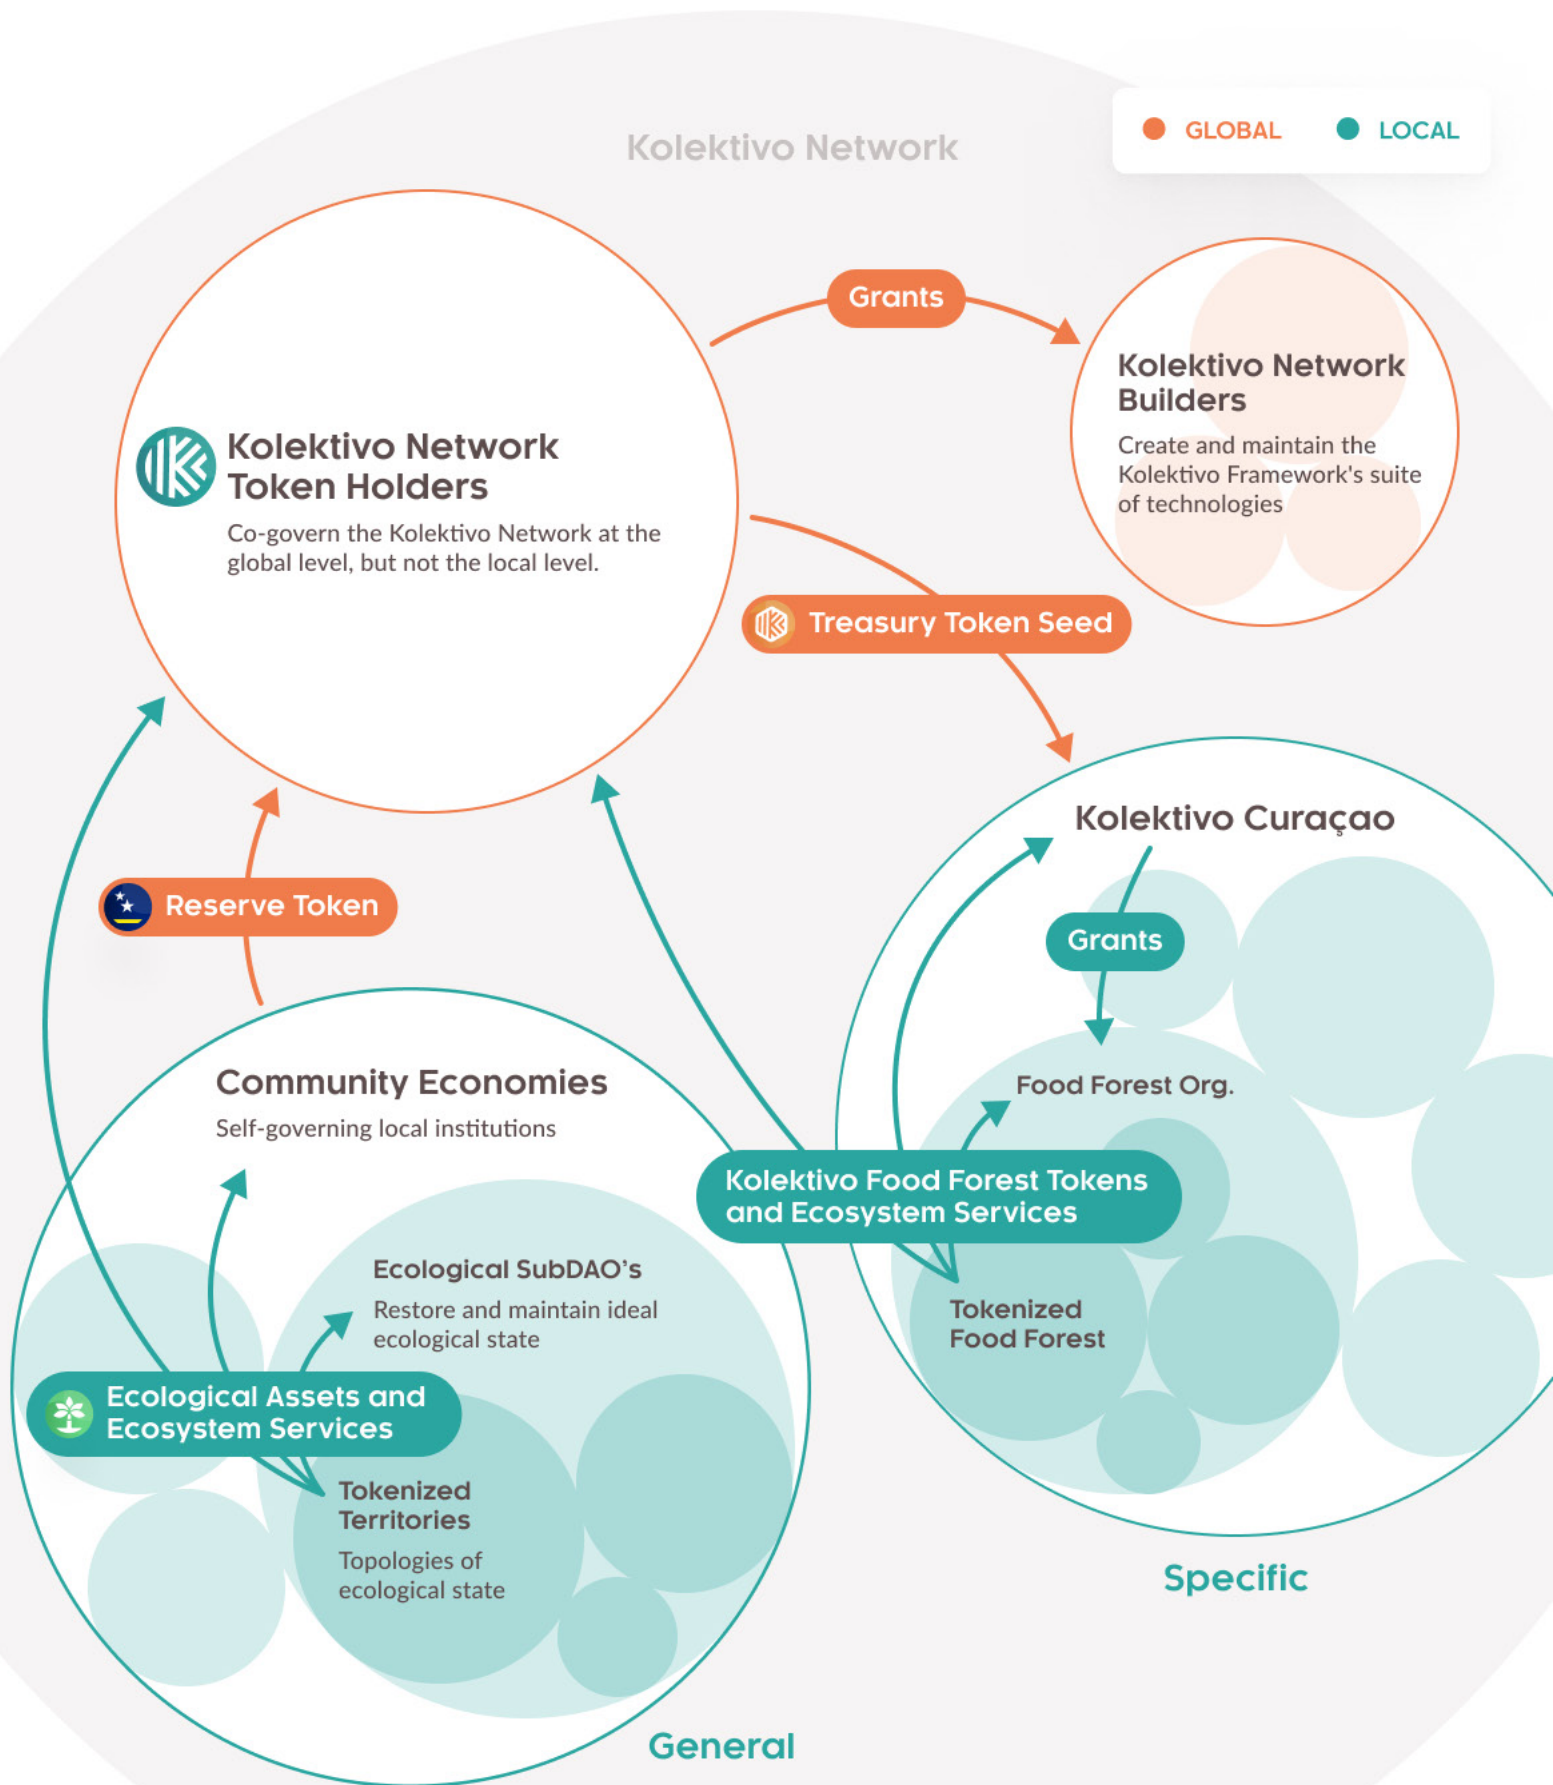 Kolektivo Network
GLOBAL
LOCAL
Grants
Kolektivo Network
Builders
Create and maintain the
Kolektivo Framework's suite
of technologies
Kolektivo Network
Token Holders
Co-govern the Kolektivo Network at the
global level, but not the local level.
Treasury Token Seed
Reserve Token
Kolektivo Curaçao
Grants
Food Forest Org.
Kolektivo Food Forest Tokens
and Ecosystem Services
Tokenized
Food Forest
Specific
Community Economies
Self-governing local institutions
Ecological SubDAO's
Restore and maintain ideal
ecological state
Ecological Assets and
Ecosystem Services
Tokenized
Territories
Topologies of
ecological state
General